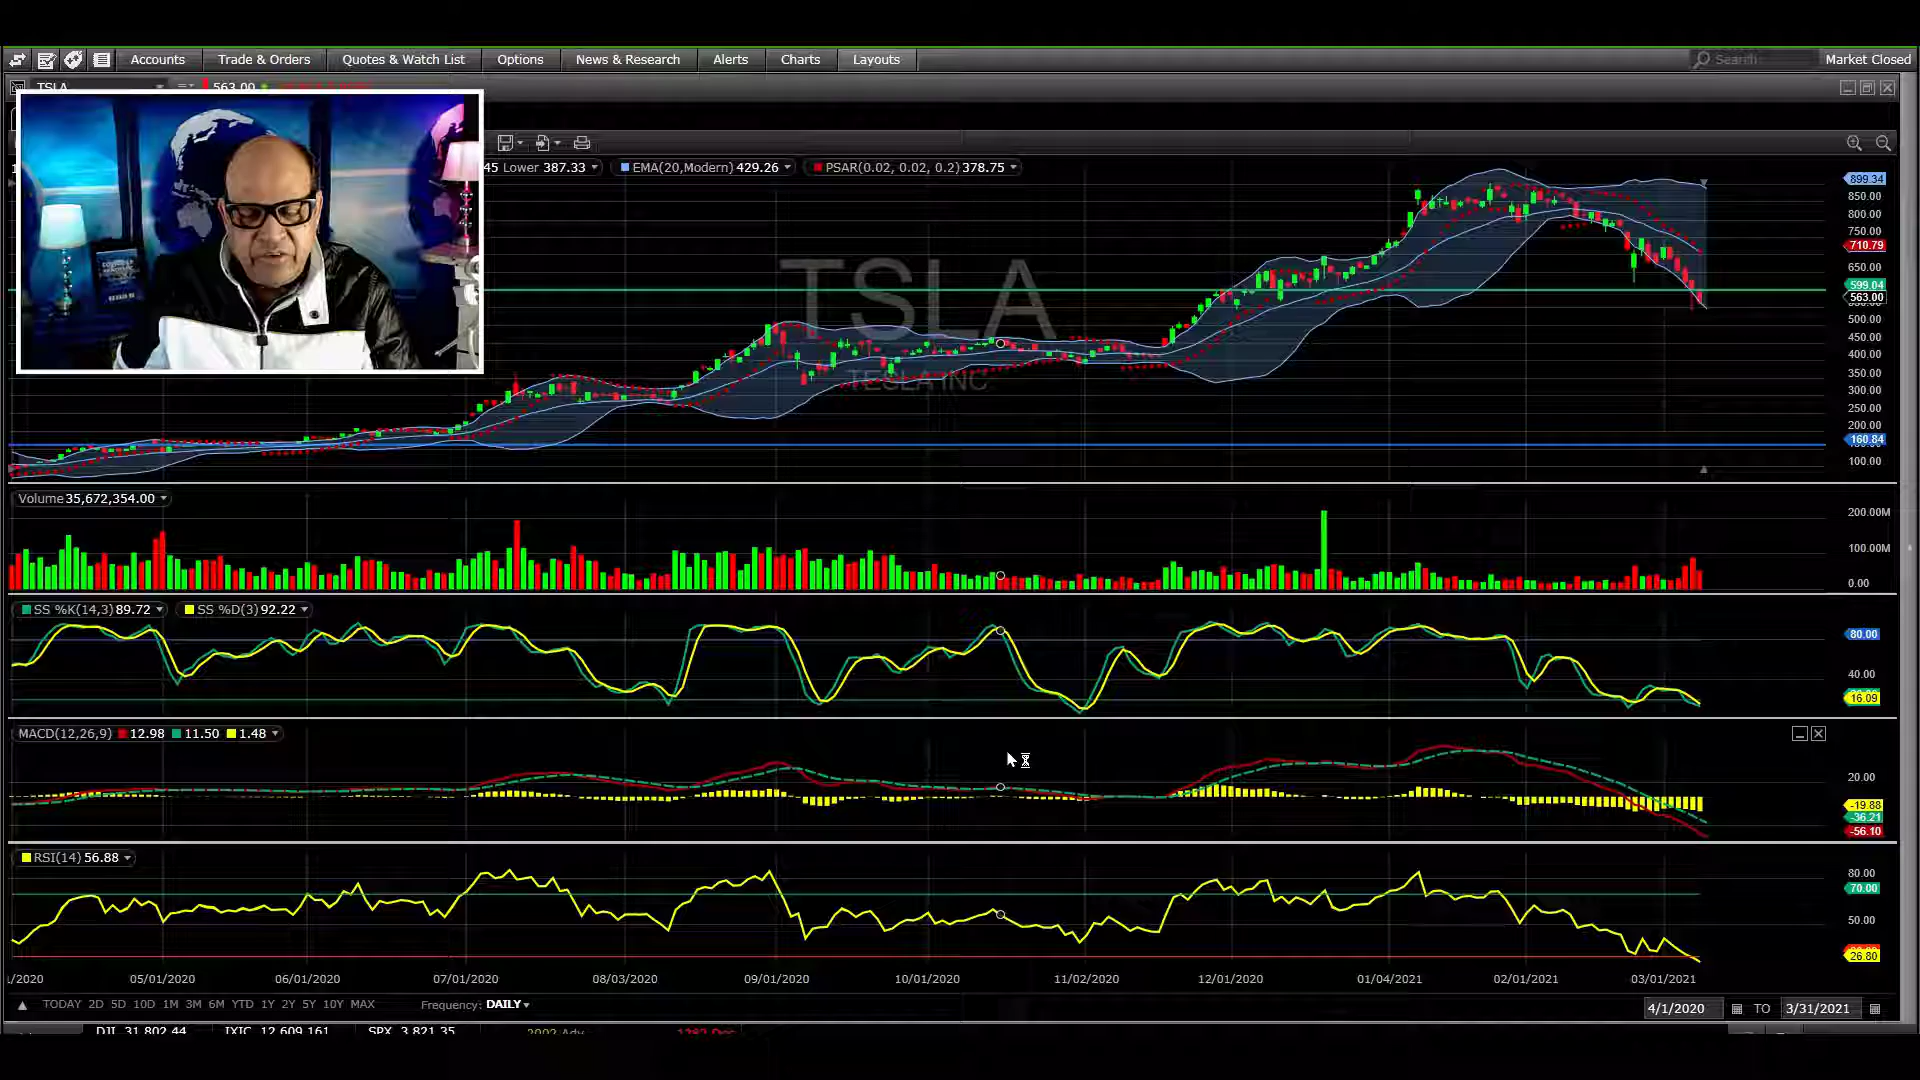 Accounts Trade & Orders Quotes & Watch List Options News & Research Alerts Charts Layouts Search Market Closed
TSLA 563.00
45 Lower 387.33 EMA(20,Modern) 429.26 PSAR(0.02, 0.02, 0.2) 378.75
899.34
850.00
800.00
750.00
710.79
650.00
599.04
563.00
500.00
450.00
400.00
350.00
300.00
250.00
200.00
160.84
100.00
TSLA
TESLA INC
Volume 35,672,354.00
200.00M
100.00M
0.00
SS %K(14,3) 89.72 SS %D(3) 92.22
80.00
40.00
16.09
MACD(12,26,9) 12.98 11.50 1.48
20.00
-19.88
-36.21
-56.10
RSI(14) 56.88
80.00
70.00
50.00
26.80
/2020 05/01/2020 06/01/2020 07/01/2020 08/03/2020 09/01/2020 10/01/2020 11/02/2020 12/01/2020 01/04/2021 02/01/2021 03/01/2021
TODAY 2D 5D 10D 1M 3M 6M YTD 1Y 2Y 5Y 10Y MAX Frequency: DAILY 4/1/2020 TO 3/31/2021
DJI 31,802.44 IXIC 12,609.161 SPX 3,821.35 2002 Adv 1282 Dec